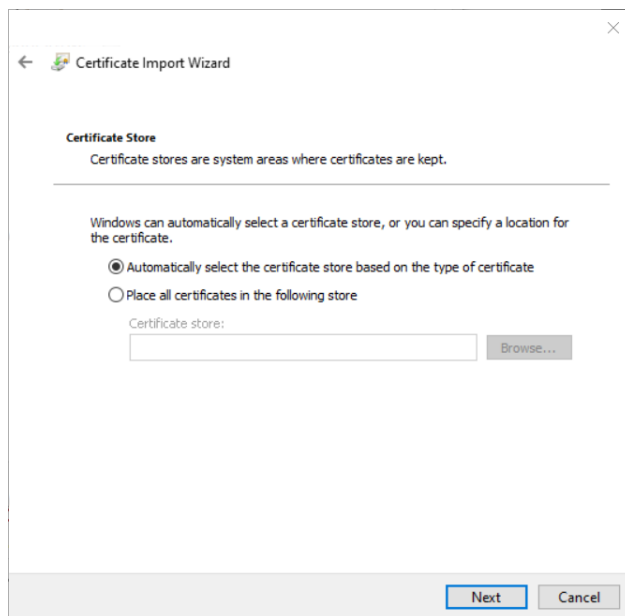 Certificate Import Wizard
Certificate Store
Certificate stores are system areas where certificates are kept.
Windows can automatically select a certificate store, or you can specify a location for
the certificate.
Automatically select the certificate store based on the type of certificate
Place all certificates in the following store
Certificate store:
Browse...
Next
Cancel